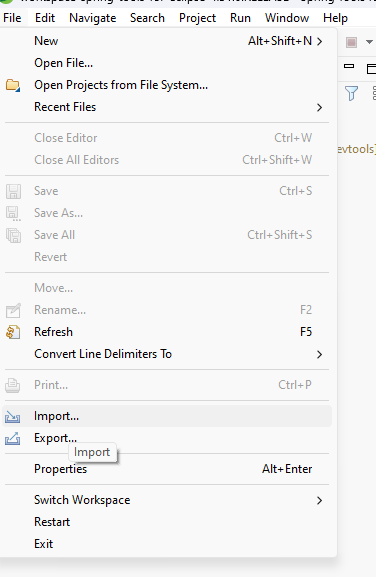 File Edit Navigate Search Project Run Window Help
New Alt+Shift+N
Open File...
Open Projects from File System...
Recent Files
Close Editor Ctrl+W
Close All Editors Ctrl+Shift+W
Save Ctrl+S
Save As...
Save All Ctrl+Shift+S
Revert
Move...
Rename... F2
Refresh F5
Convert Line Delimiters To
Print... Ctrl+P
Import...
Export...
Import
Properties Alt+Enter
Switch Workspace
Restart
Exit
evtools]